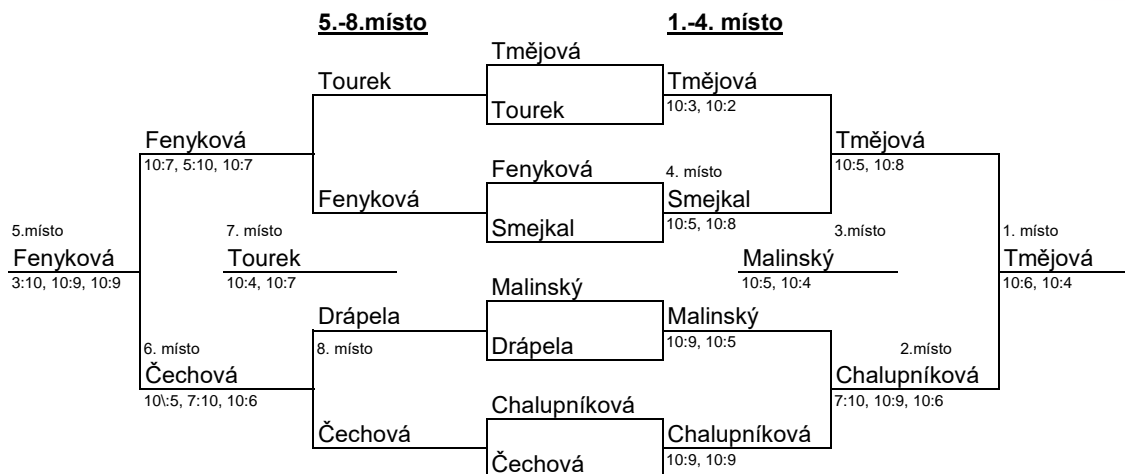 5.-8.místo 1.-4. místo
Tmějová
Tourek Tmějová
Tourek 10:3, 10:2
Fenyková Tmějová
10:7, 5:10, 10:7 Fenyková 4. místo 10:5, 10:8
Fenyková Smejkal
Smejkal 10:5, 10:8
5.místo 7. místo 3.místo 1. místo
Fenyková Tourek Malinský Tmějová
3:10, 10:9, 10:9 10:4, 10:7 10:5, 10:4 10:6, 10:4
Malinský
Drápela Malinský
6. místo 8. místo Drápela 10:9, 10:5 2.místo
Čechová Chalupníková
10\:5, 7:10, 10:6 7:10, 10:9, 10:6
Chalupníková
Čechová Chalupníková
Čechová 10:9, 10:9